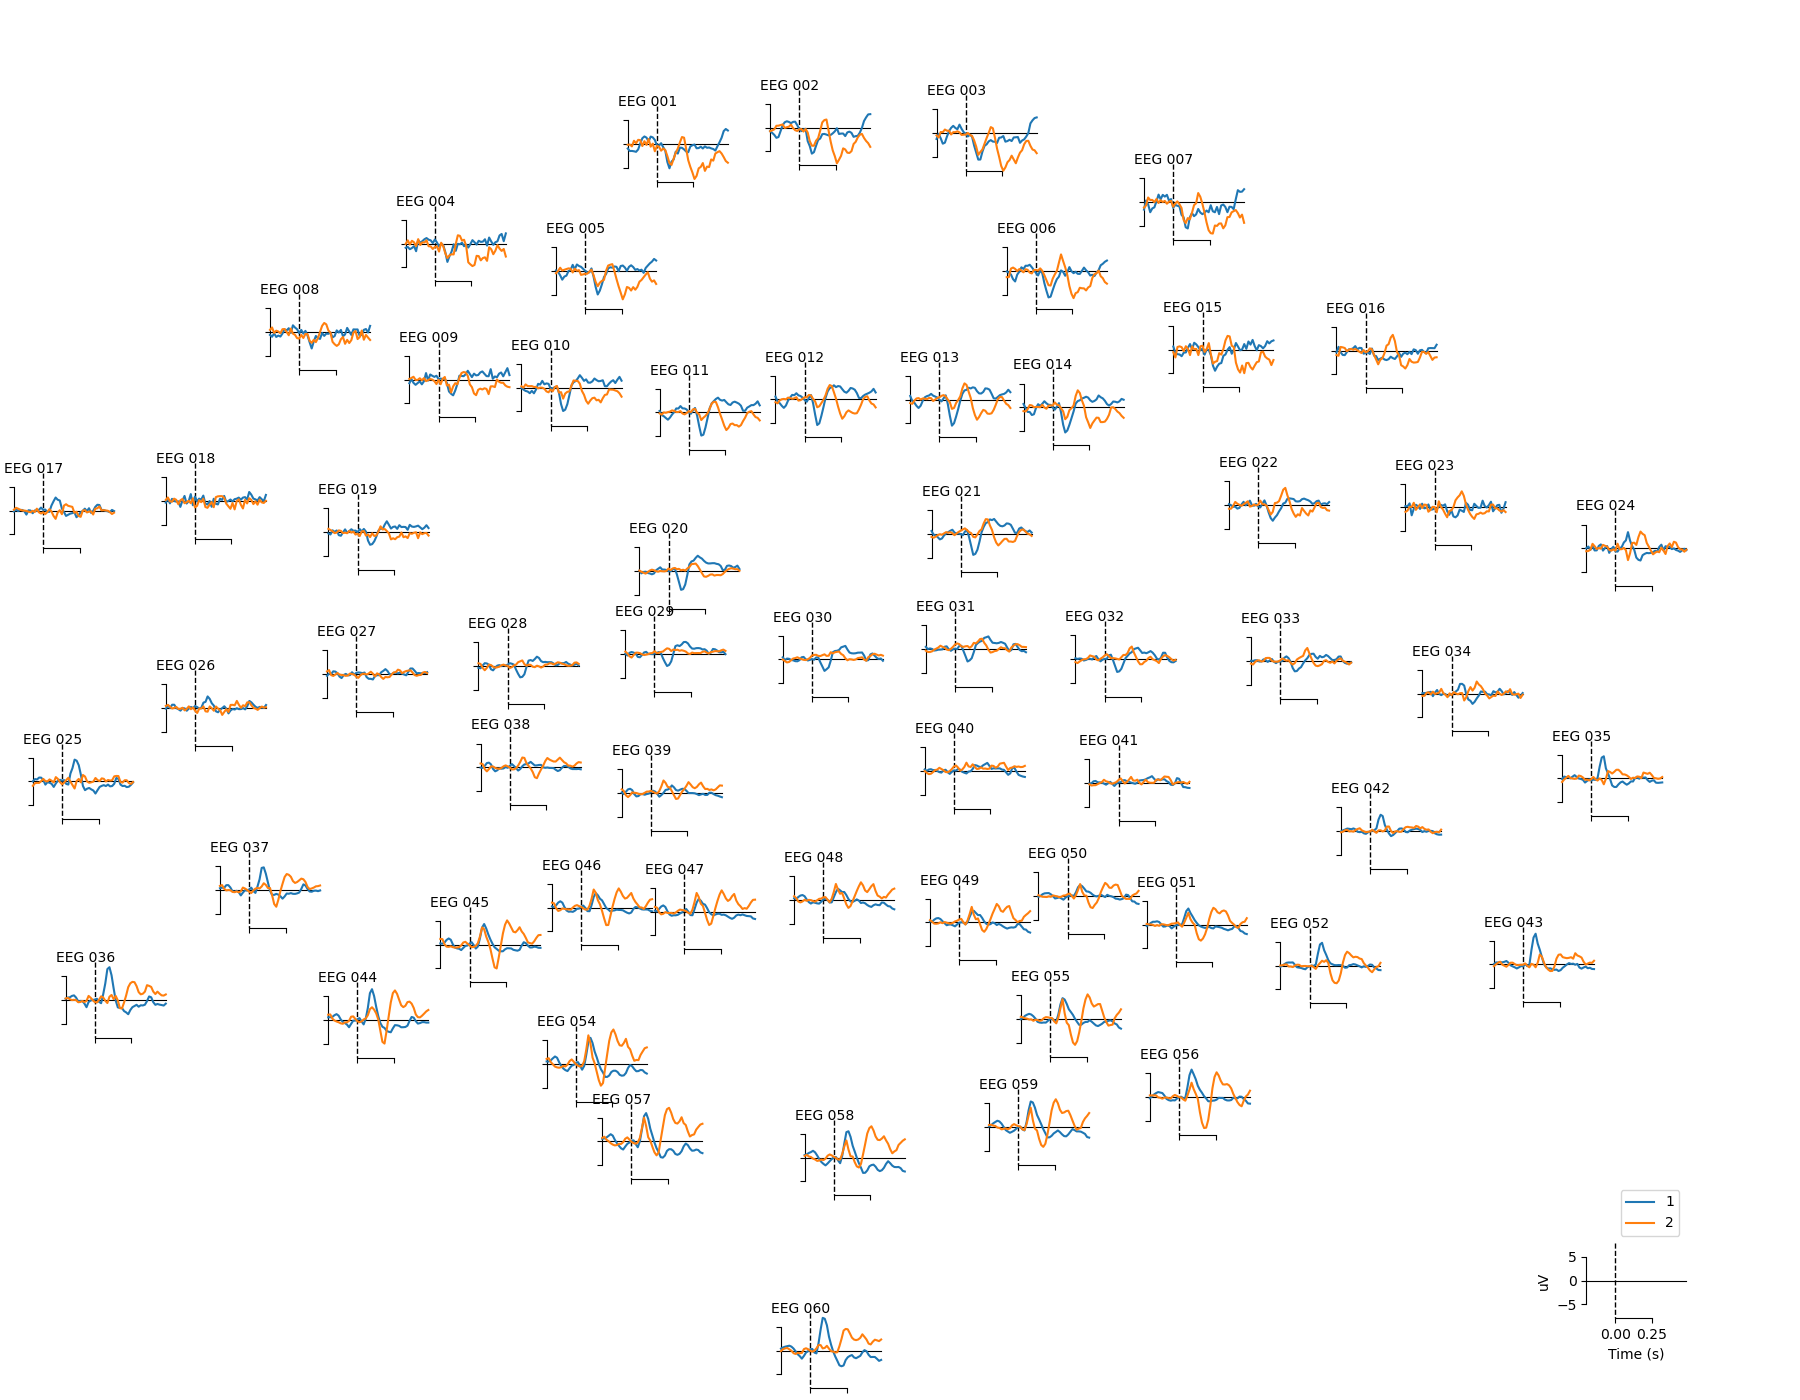 EEG 001
EEG 002
EEG 003
EEG 004
EEG 005
EEG 006
EEG 007
EEG 008
EEG 009
EEG 010
EEG 011
EEG 012
EEG 013
EEG 014
EEG 015
EEG 016
EEG 017
EEG 018
EEG 019
EEG 020
EEG 021
EEG 022
EEG 023
EEG 024
EEG 025
EEG 026
EEG 027
EEG 028
EEG 029
EEG 030
EEG 031
EEG 032
EEG 033
EEG 034
EEG 035
EEG 036
EEG 037
EEG 038
EEG 039
EEG 040
EEG 041
EEG 042
EEG 043
EEG 044
EEG 045
EEG 046
EEG 047
EEG 048
EEG 049
EEG 050
EEG 051
EEG 052
EEG 054
EEG 055
EEG 056
EEG 057
EEG 058
EEG 059
EEG 060
1
2
5
0
−5
uV
0.00 0.25
Time (s)